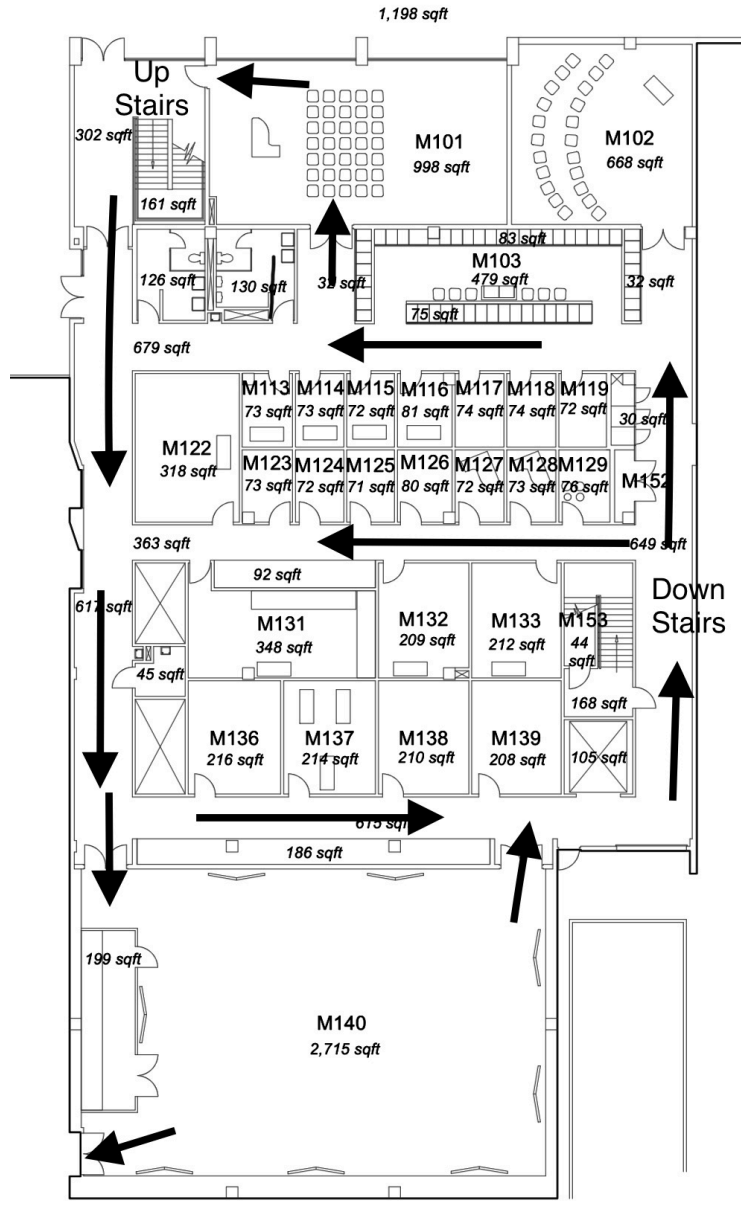 1,198 sqft
Up
Stairs
302 sqft
161 sqft
M101
998 sqft
M102
668 sqft
126 sqft
130 sqft
32 sqft
83 sqft
M103
479 sqft
75 sqft
32 sqft
679 sqft
M113
73 sqft
M114
73 sqft
M115
72 sqft
M116
81 sqft
M117
74 sqft
M118
74 sqft
M119
72 sqft
30 sqft
M122
318 sqft
M123
73 sqft
M124
72 sqft
M125
71 sqft
M126
80 sqft
M127
72 sqft
M128
73 sqft
M129
76 sqft
M152
363 sqft
649 sqft
92 sqft
Down
Stairs
617 sqft
M131
348 sqft
M132
209 sqft
M133
212 sqft
M153
44
sqft
45 sqft
168 sqft
M136
216 sqft
M137
214 sqft
M138
210 sqft
M139
208 sqft
105 sqft
615 sqft
186 sqft
199 sqft
M140
2,715 sqft